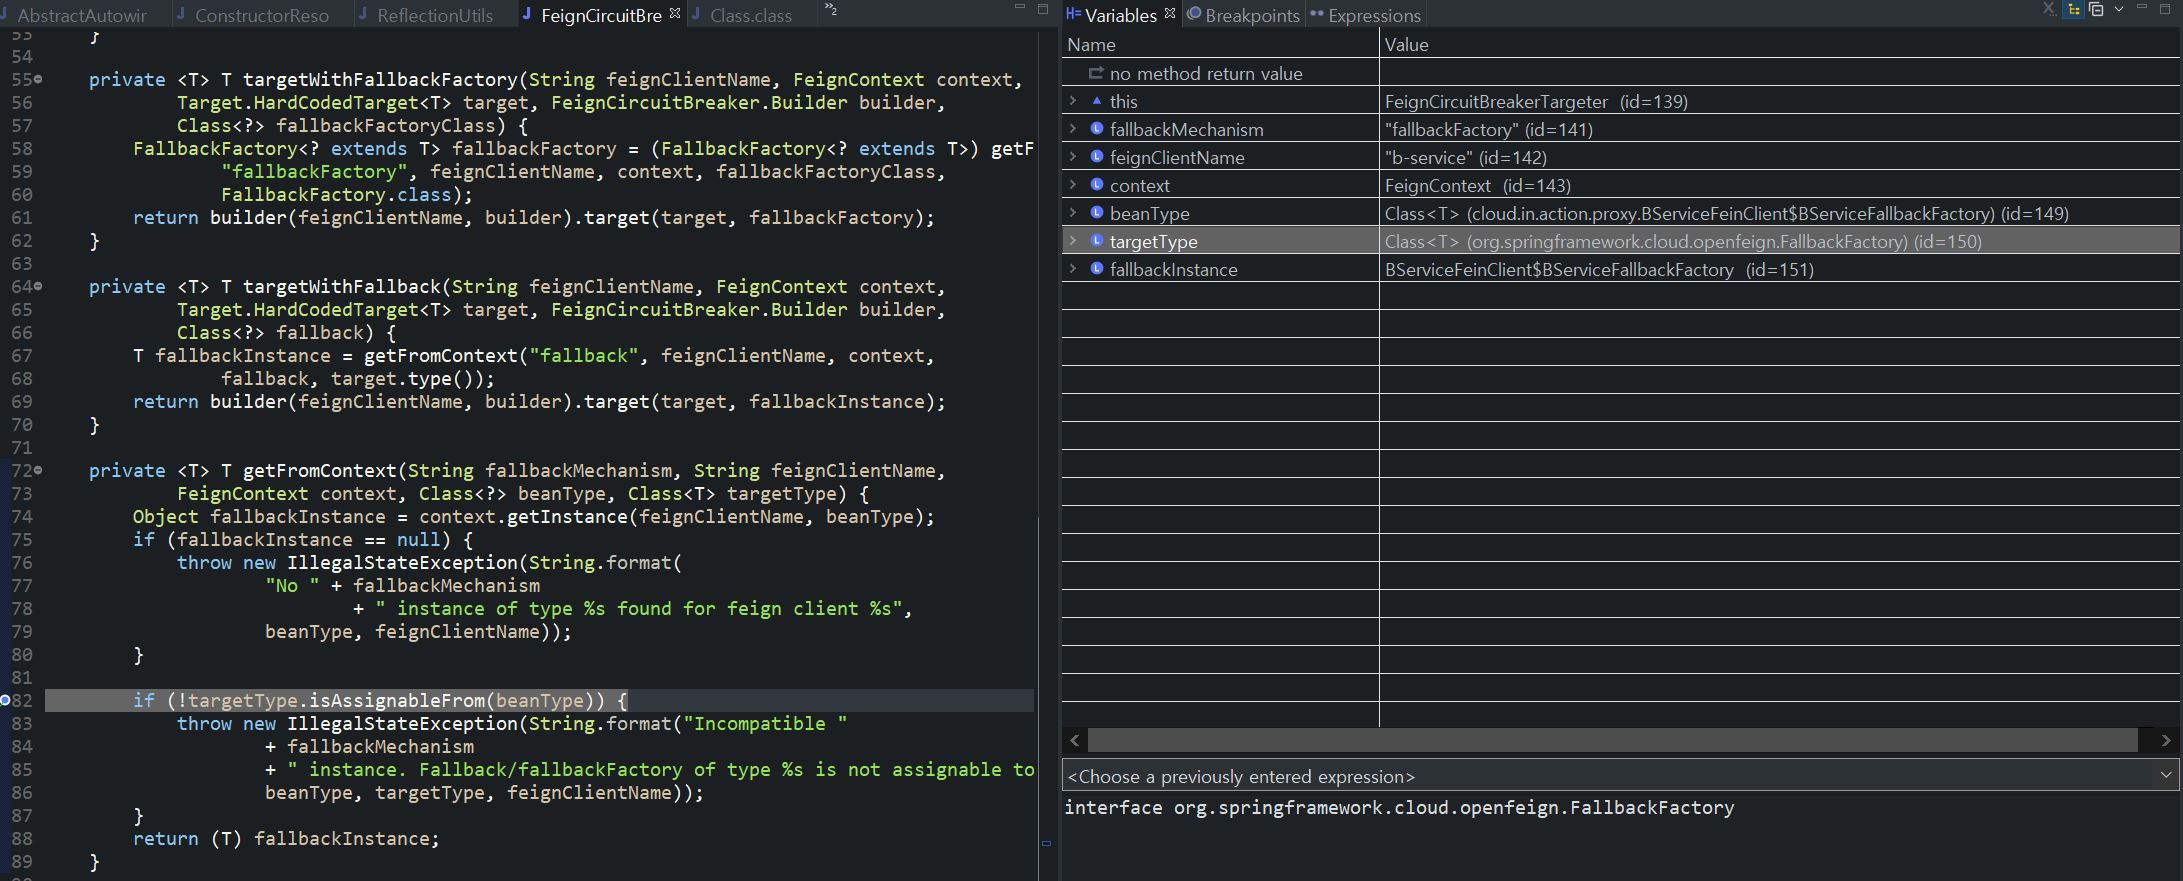 AbstractAutowir ConstructorReso ReflectionUtils FeignCircuitBre Class.class »2
53 }
54
55 private <T> T targetWithFallbackFactory(String feignClientName, FeignContext context,
56 Target.HardCodedTarget<T> target, FeignCircuitBreaker.Builder builder,
57 Class<?> fallbackFactoryClass) {
58 FallbackFactory<? extends T> fallbackFactory = (FallbackFactory<? extends T>) getF
59 "fallbackFactory", feignClientName, context, fallbackFactoryClass,
60 FallbackFactory.class);
61 return builder(feignClientName, builder).target(target, fallbackFactory);
62 }
63
64 private <T> T targetWithFallback(String feignClientName, FeignContext context,
65 Target.HardCodedTarget<T> target, FeignCircuitBreaker.Builder builder,
66 Class<?> fallback) {
67 T fallbackInstance = getFromContext("fallback", feignClientName, context,
68 fallback, target.type());
69 return builder(feignClientName, builder).target(target, fallbackInstance);
70 }
71
72 private <T> T getFromContext(String fallbackMechanism, String feignClientName,
73 FeignContext context, Class<?> beanType, Class<T> targetType) {
74 Object fallbackInstance = context.getInstance(feignClientName, beanType);
75 if (fallbackInstance == null) {
76 throw new IllegalStateException(String.format(
77 "No " + fallbackMechanism
78 + " instance of type %s found for feign client %s",
79 beanType, feignClientName));
80 }
81
82 if (!targetType.isAssignableFrom(beanType)) {
83 throw new IllegalStateException(String.format("Incompatible "
84 + fallbackMechanism
85 + " instance. Fallback/fallbackFactory of type %s is not assignable to
86 beanType, targetType, feignClientName));
87 }
88 return (T) fallbackInstance;
89 }
Variables Breakpoints Expressions
Name Value
no method return value
this FeignCircuitBreakerTargeter (id=139)
fallbackMechanism "fallbackFactory" (id=141)
feignClientName "b-service" (id=142)
context FeignContext (id=143)
beanType Class<T> (cloud.in.action.proxy.BServiceFeinClient$BServiceFallbackFactory) (id=149)
targetType Class<T> (org.springframework.cloud.openfeign.FallbackFactory) (id=150)
fallbackInstance BServiceFeinClient$BServiceFallbackFactory (id=151)
<Choose a previously entered expression>
interface org.springframework.cloud.openfeign.FallbackFactory